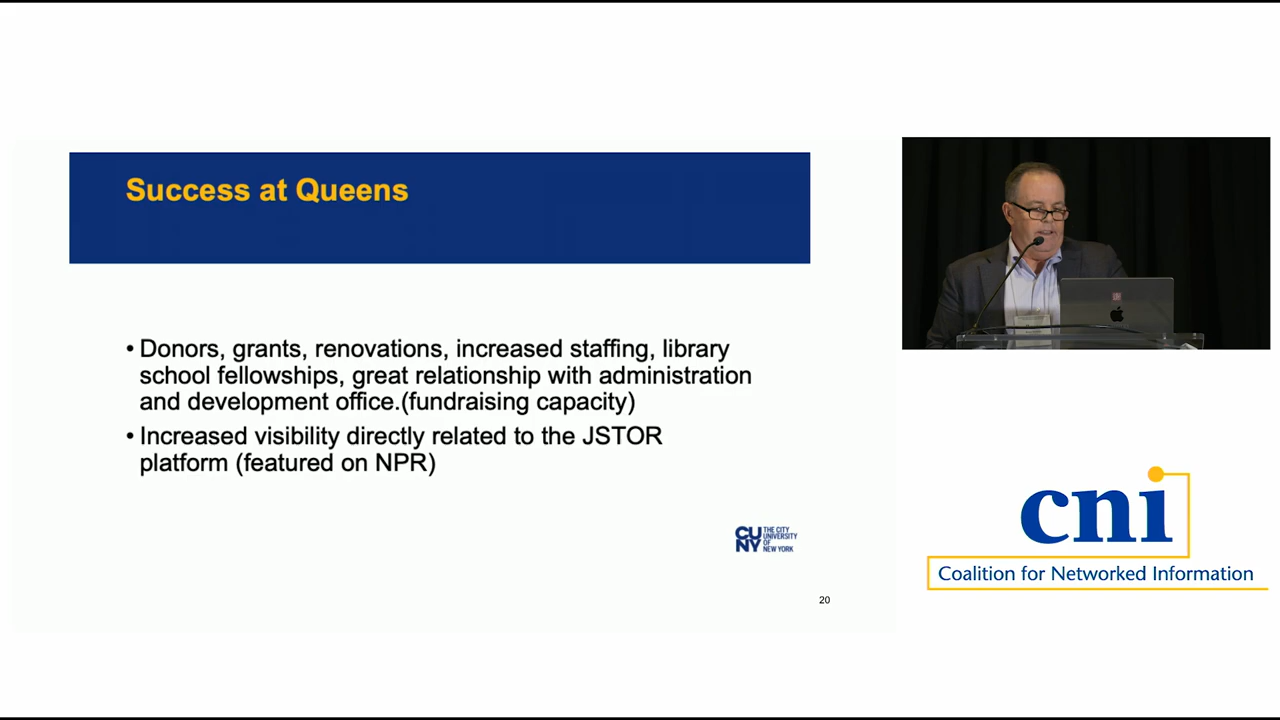 Success at Queens
• Donors, grants, renovations, increased staffing, library
school fellowships, great relationship with administration
and development office.(fundraising capacity)
• Increased visibility directly related to the JSTOR
platform (featured on NPR)
CU
NY
THE CITY
UNIVERSITY
OF
NEW YORK
20
cni
Coalition for Networked Information